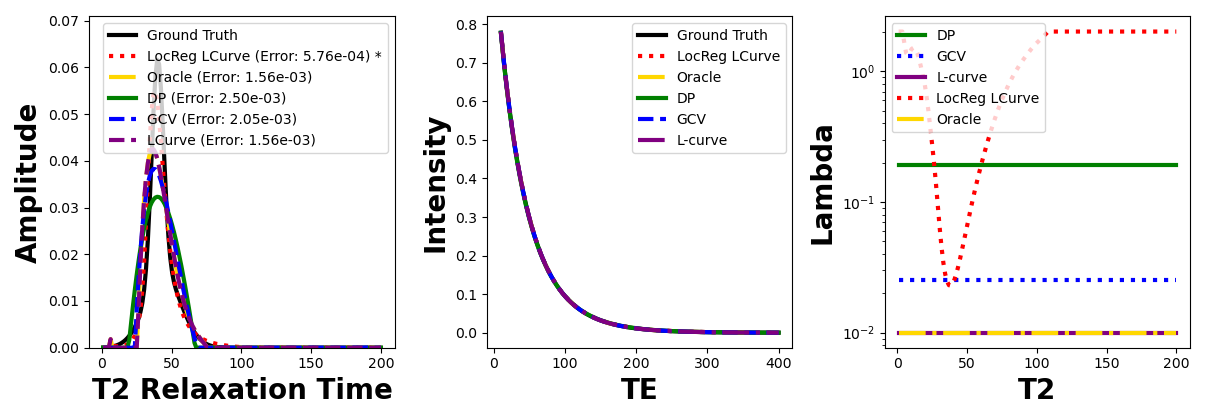 Amplitude
0.07
0.06
0.05
0.04
0.03
0.02
0.01
0.00
Ground Truth
LocReg LCurve (Error: 5.76e-04) *
Oracle (Error: 1.56e-03)
DP (Error: 2.50e-03)
GCV (Error: 2.05e-03)
LCurve (Error: 1.56e-03)
0 50 100 150 200
T2 Relaxation Time
Intensity
0.8
0.7
0.6
0.5
0.4
0.3
0.2
0.1
0.0
Ground Truth
LocReg LCurve
Oracle
DP
GCV
L-curve
0 100 200 300 400
TE
Lambda
10⁰
10⁻¹
10⁻²
DP
GCV
L-curve
LocReg LCurve
Oracle
0 50 100 150 200
T2